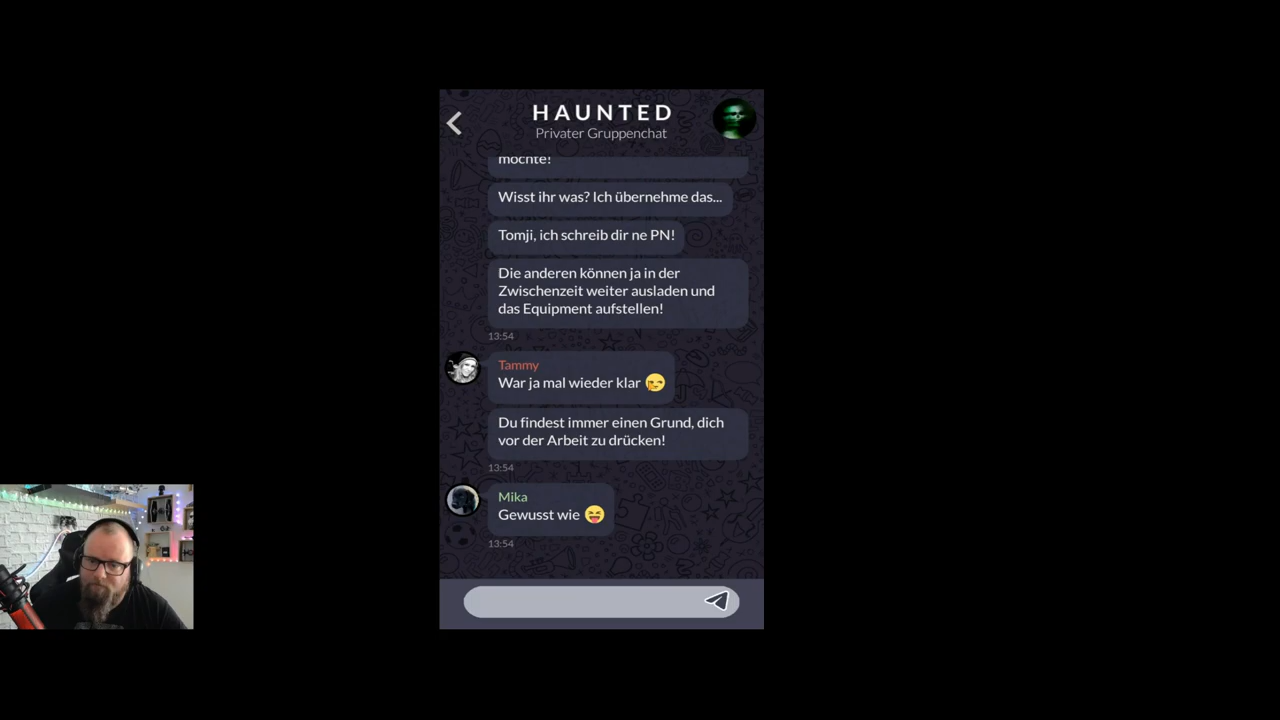 HAUNTED
Privater Gruppenchat
möchte!
Wisst ihr was? Ich übernehme das...
Tomji, ich schreib dir ne PN!
Die anderen können ja in der
Zwischenzeit weiter ausladen und
das Equipment aufstellen!
13:54
Tammy
War ja mal wieder klar
Du findest immer einen Grund, dich
vor der Arbeit zu drücken!
13:54
Mika
Gewusst wie
13:54